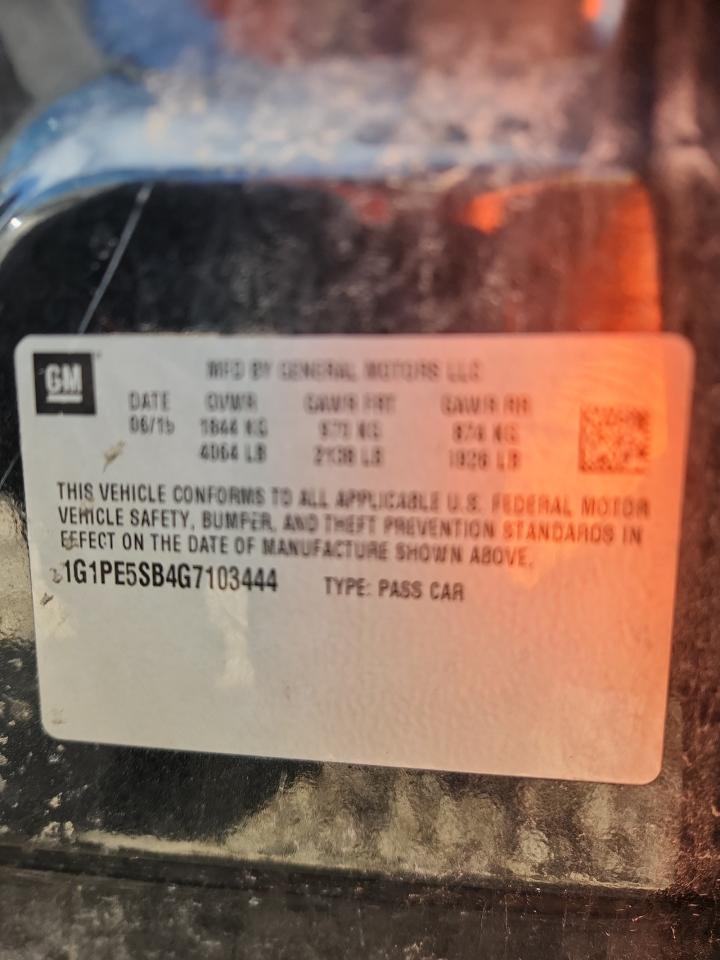 GM
MFD BY GENERAL MOTORS LLC
DATE GVWR GAWR FRT GAWR RR
06/15 1844 KG 970 KG 874 KG
4064 LB 2138 LB 1926 LB
THIS VEHICLE CONFORMS TO ALL APPLICABLE U.S. FEDERAL MOTOR
VEHICLE SAFETY, BUMPER, AND THEFT PREVENTION STANDARDS IN
EFFECT ON THE DATE OF MANUFACTURE SHOWN ABOVE.
1G1PE5SB4G7103444 TYPE: PASS CAR